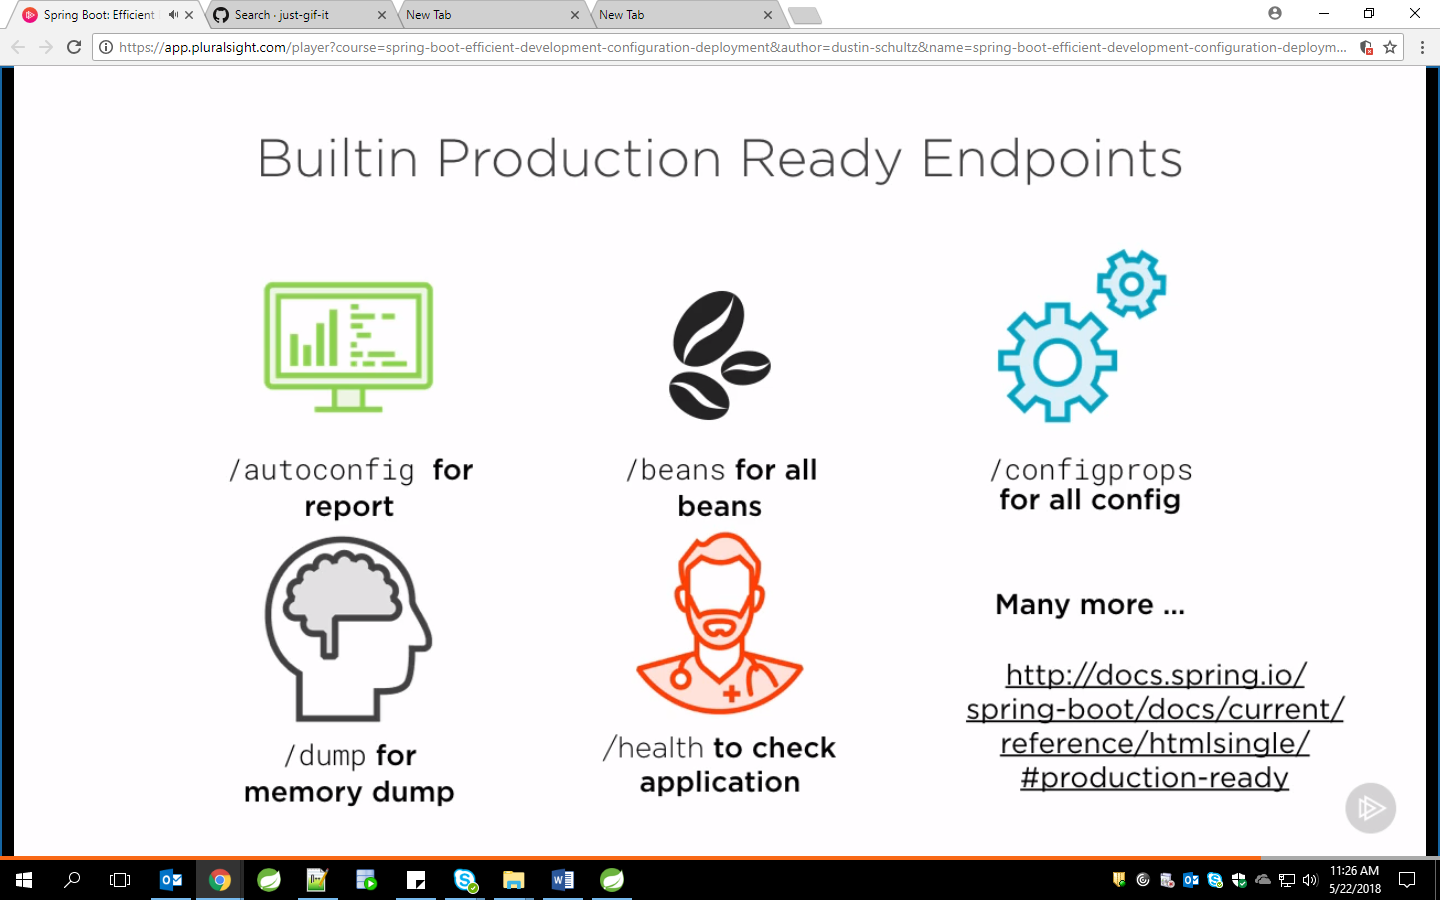 Spring Boot: Efficient
Search · just-gif-it
New Tab
New Tab
https://app.pluralsight.com/player?course=spring-boot-efficient-development-configuration-deployment&author=dustin-schultz&name=spring-boot-efficient-development-configuration-deploym...
Builtin Production Ready Endpoints
/autoconfig for
report
/beans for all
beans
/configprops
for all config
/dump for
memory dump
/health to check
application
Many more ...
http://docs.spring.io/
spring-boot/docs/current/
reference/htmlsingle/
#production-ready
11:26 AM
5/22/2018